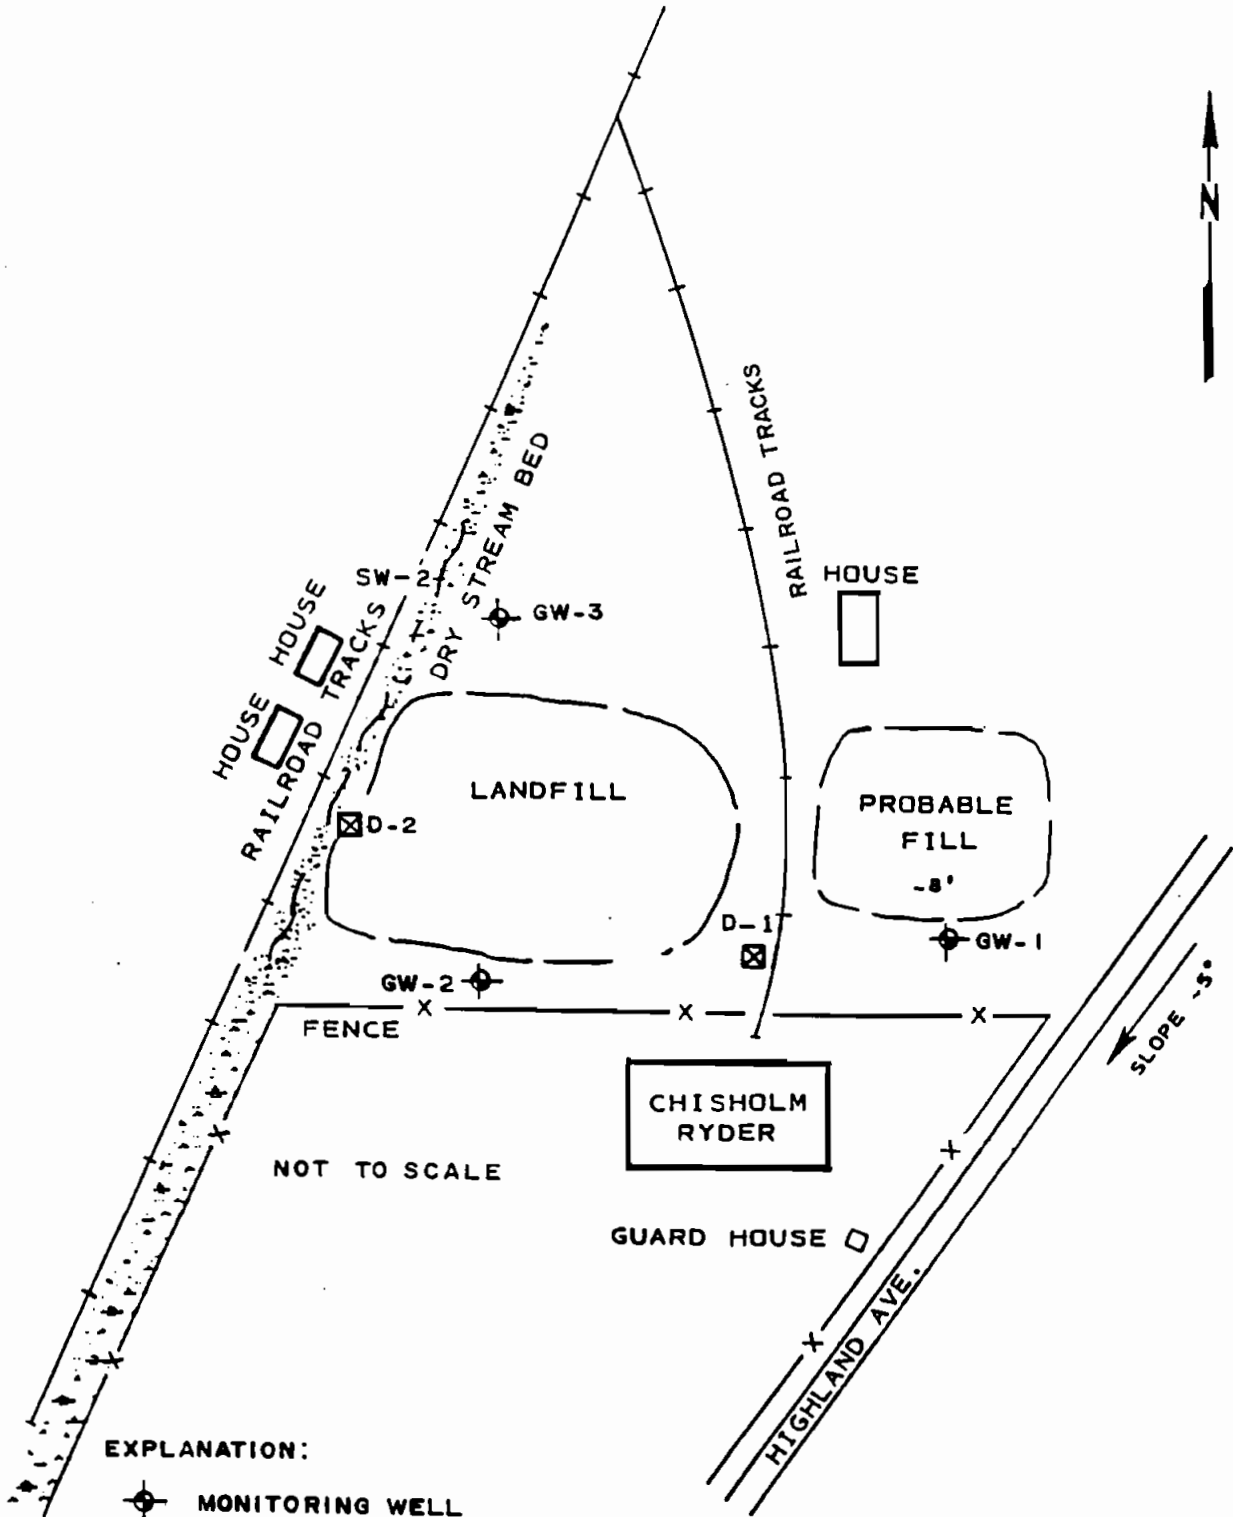 N
RAILROAD TRACKS
DRY STREAM BED
SW-2
HOUSE
HOUSE
GW-3
HOUSE
RAILROAD TRACKS
LANDFILL
PROBABLE
FILL
~8'
D-2
D-1
GW-1
GW-2
FENCE
SLOPE ~5°
CHISHOLM
RYDER
NOT TO SCALE
GUARD HOUSE
HIGHLAND AVE.
EXPLANATION:
MONITORING WELL